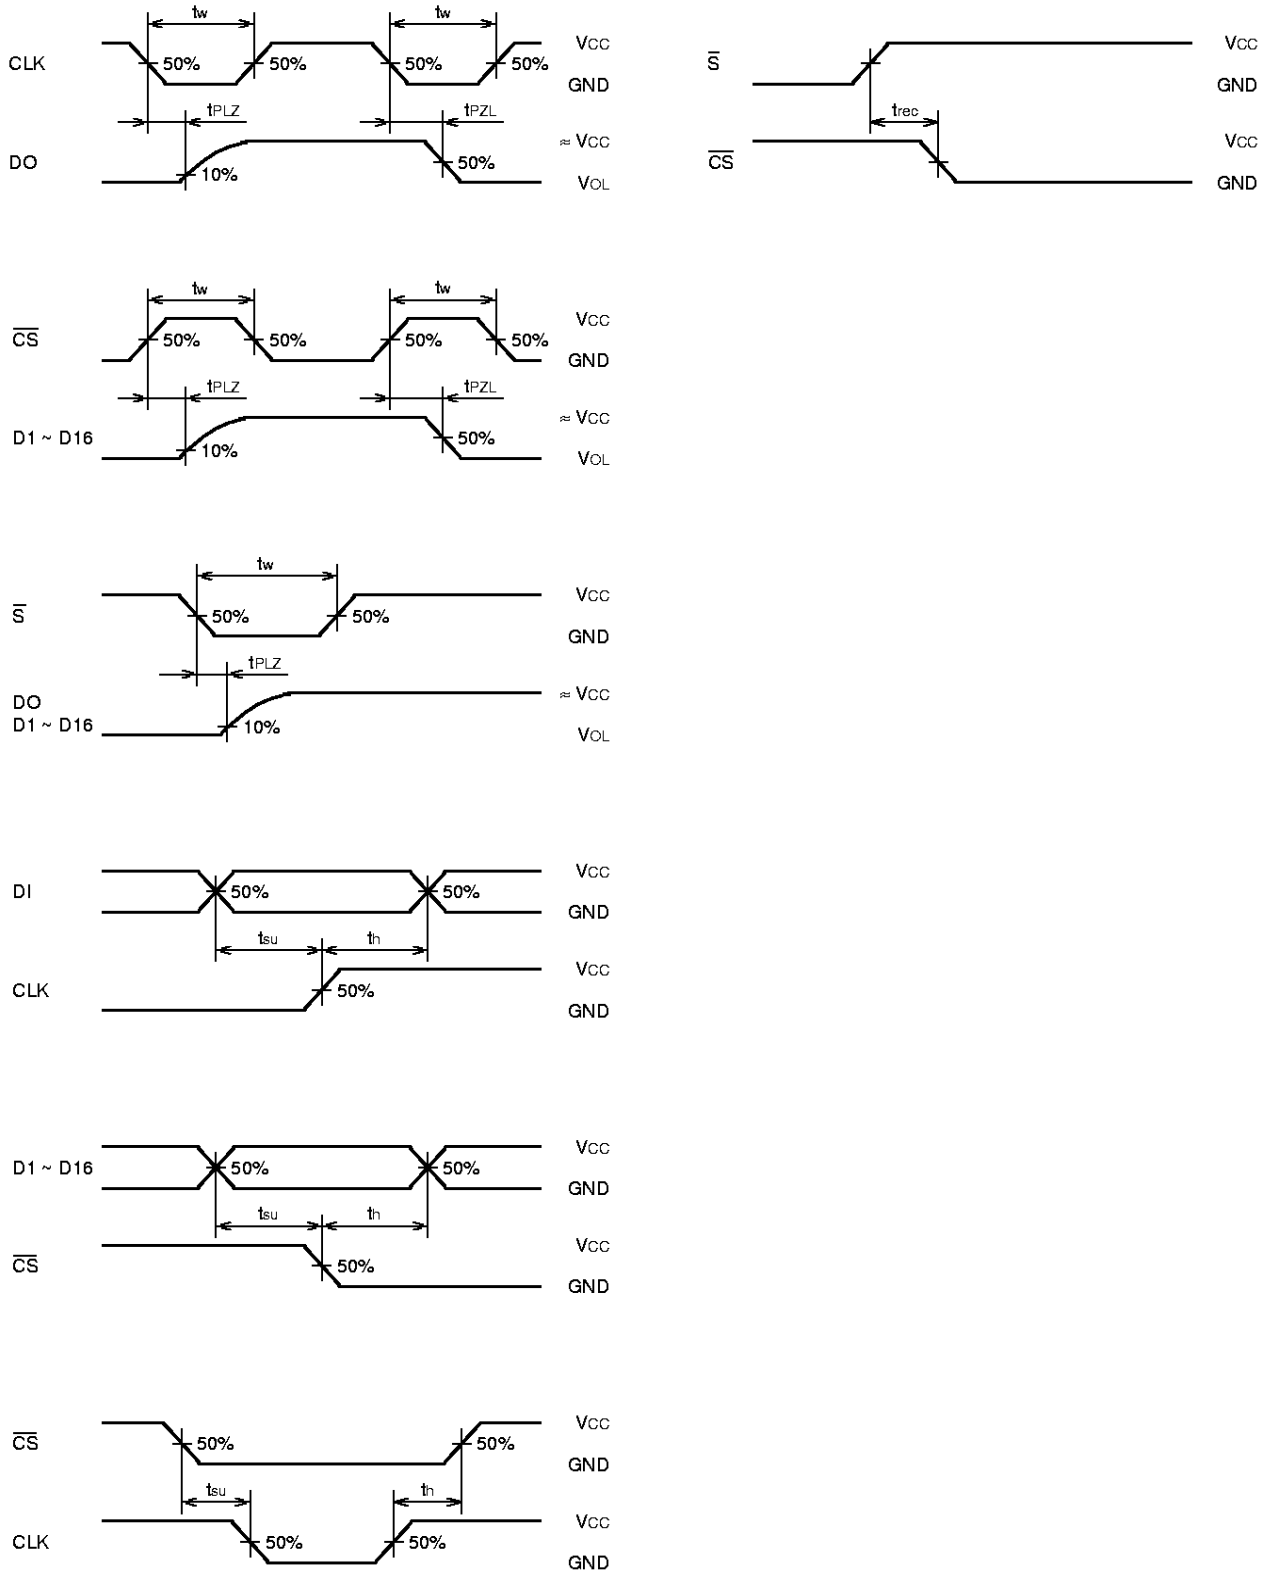 tw tw
CLK 50% 50% 50% 50% VCC
GND
tPLZ tPZL
DO 10% 50% ≈ VCC
VOL
S̅ VCC
GND
trec
C̅S̅ VCC
GND
tw tw
C̅S̅ 50% 50% 50% 50% VCC
GND
tPLZ tPZL
D1 ~ D16 10% 50% ≈ VCC
VOL
tw
S̅ 50% 50% VCC
GND
tPLZ
DO
D1 ~ D16 10% ≈ VCC
VOL
DI 50% 50% VCC
GND
tsu th
CLK 50% VCC
GND
D1 ~ D16 50% 50% VCC
GND
tsu th
C̅S̅ 50% VCC
GND
C̅S̅ 50% 50% VCC
GND
tsu th
CLK 50% 50% VCC
GND